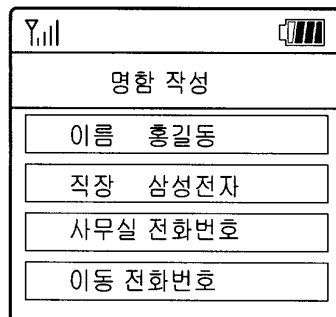 명함 작성
이름 홍길동
직장 삼성전자
사무실 전화번호
이동 전화번호